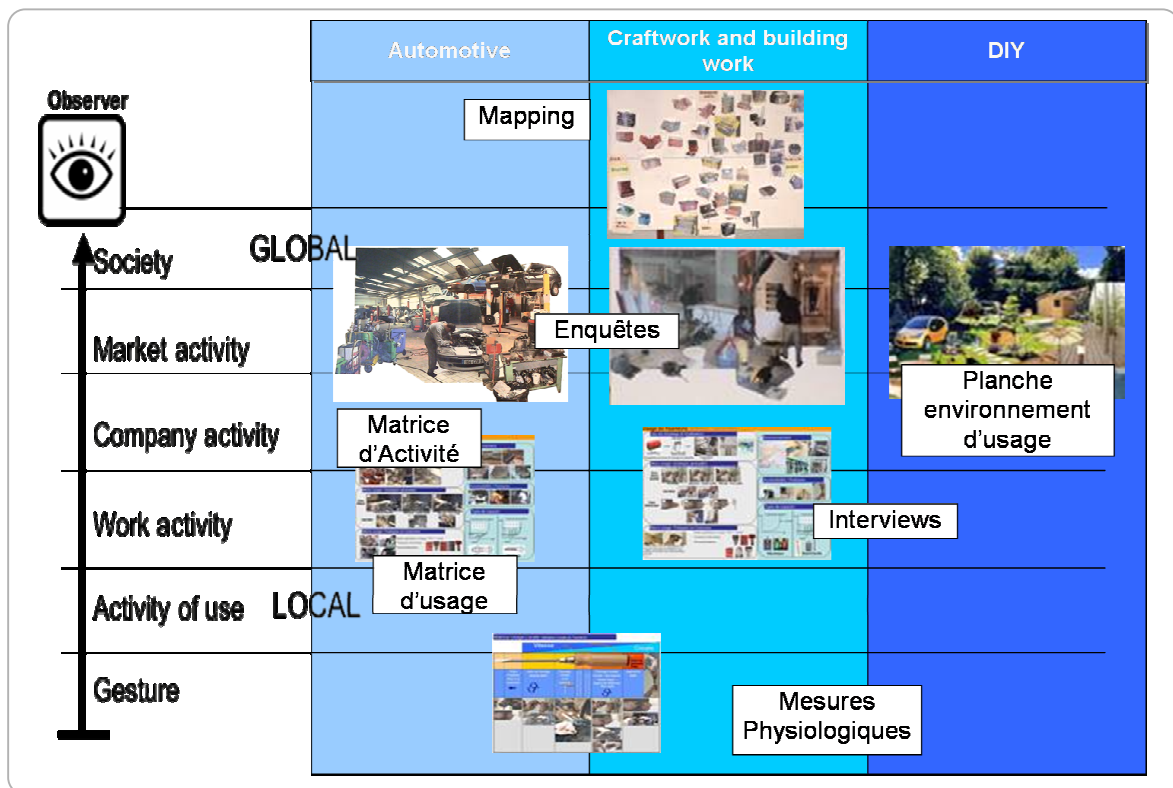 Automotive
Craftwork and building
work
DIY
Observer
Mapping
Society
GLOBAL
Market activity
Enquêtes
Planche
environnement
d'usage
Company activity
Matrice
d'Activité
Work activity
Interviews
Matrice
d'usage
Activity of use
LOCAL
Gesture
Mesures
Physiologiques